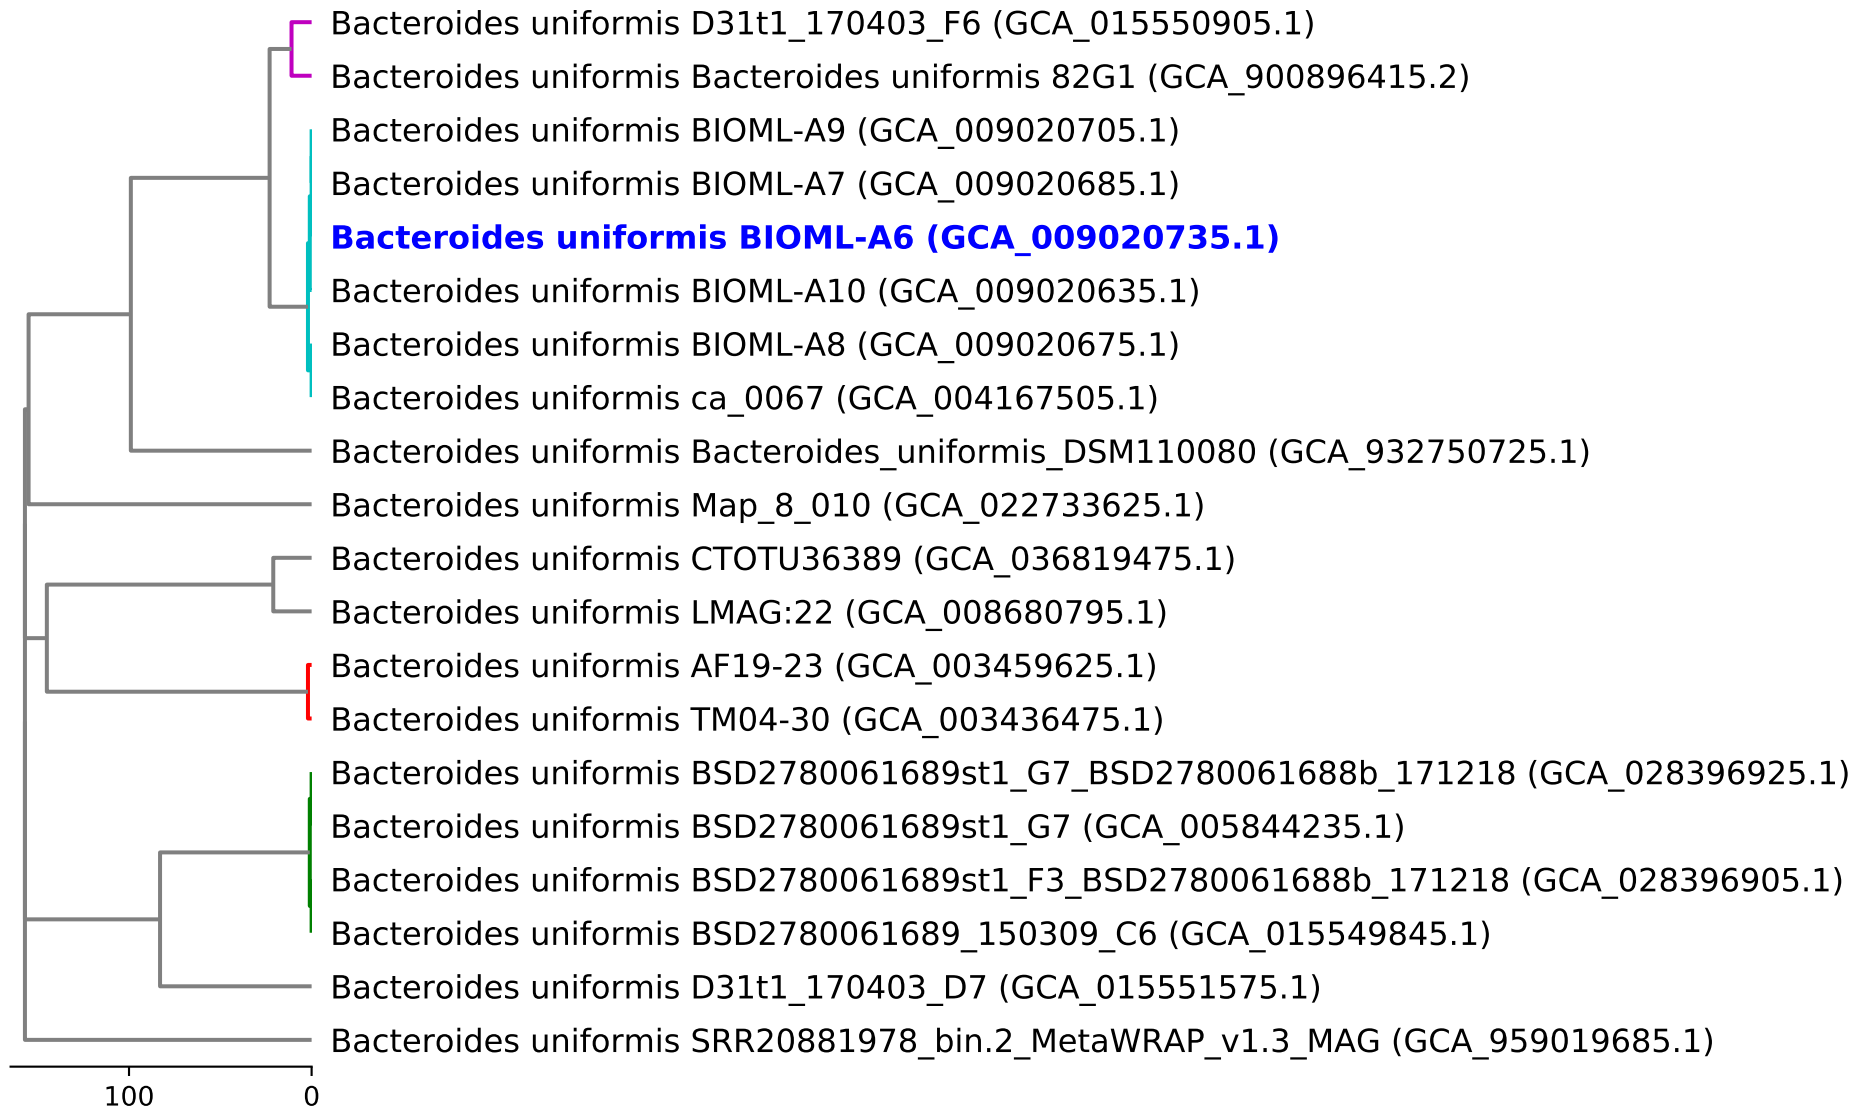 Bacteroides uniformis D31t1_170403_F6 (GCA_015550905.1)
Bacteroides uniformis Bacteroides uniformis 82G1 (GCA_900896415.2)
Bacteroides uniformis BIOML-A9 (GCA_009020705.1)
Bacteroides uniformis BIOML-A7 (GCA_009020685.1)
Bacteroides uniformis BIOML-A6 (GCA_009020735.1)
Bacteroides uniformis BIOML-A10 (GCA_009020635.1)
Bacteroides uniformis BIOML-A8 (GCA_009020675.1)
Bacteroides uniformis ca_0067 (GCA_004167505.1)
Bacteroides uniformis Bacteroides_uniformis_DSM110080 (GCA_932750725.1)
Bacteroides uniformis Map_8_010 (GCA_022733625.1)
Bacteroides uniformis CTOTU36389 (GCA_036819475.1)
Bacteroides uniformis LMAG:22 (GCA_008680795.1)
Bacteroides uniformis AF19-23 (GCA_003459625.1)
Bacteroides uniformis TM04-30 (GCA_003436475.1)
Bacteroides uniformis BSD2780061689st1_G7_BSD2780061688b_171218 (GCA_028396925.1)
Bacteroides uniformis BSD2780061689st1_G7 (GCA_005844235.1)
Bacteroides uniformis BSD2780061689st1_F3_BSD2780061688b_171218 (GCA_028396905.1)
Bacteroides uniformis BSD2780061689_150309_C6 (GCA_015549845.1)
Bacteroides uniformis D31t1_170403_D7 (GCA_015551575.1)
Bacteroides uniformis SRR20881978_bin.2_MetaWRAP_v1.3_MAG (GCA_959019685.1)
100 0